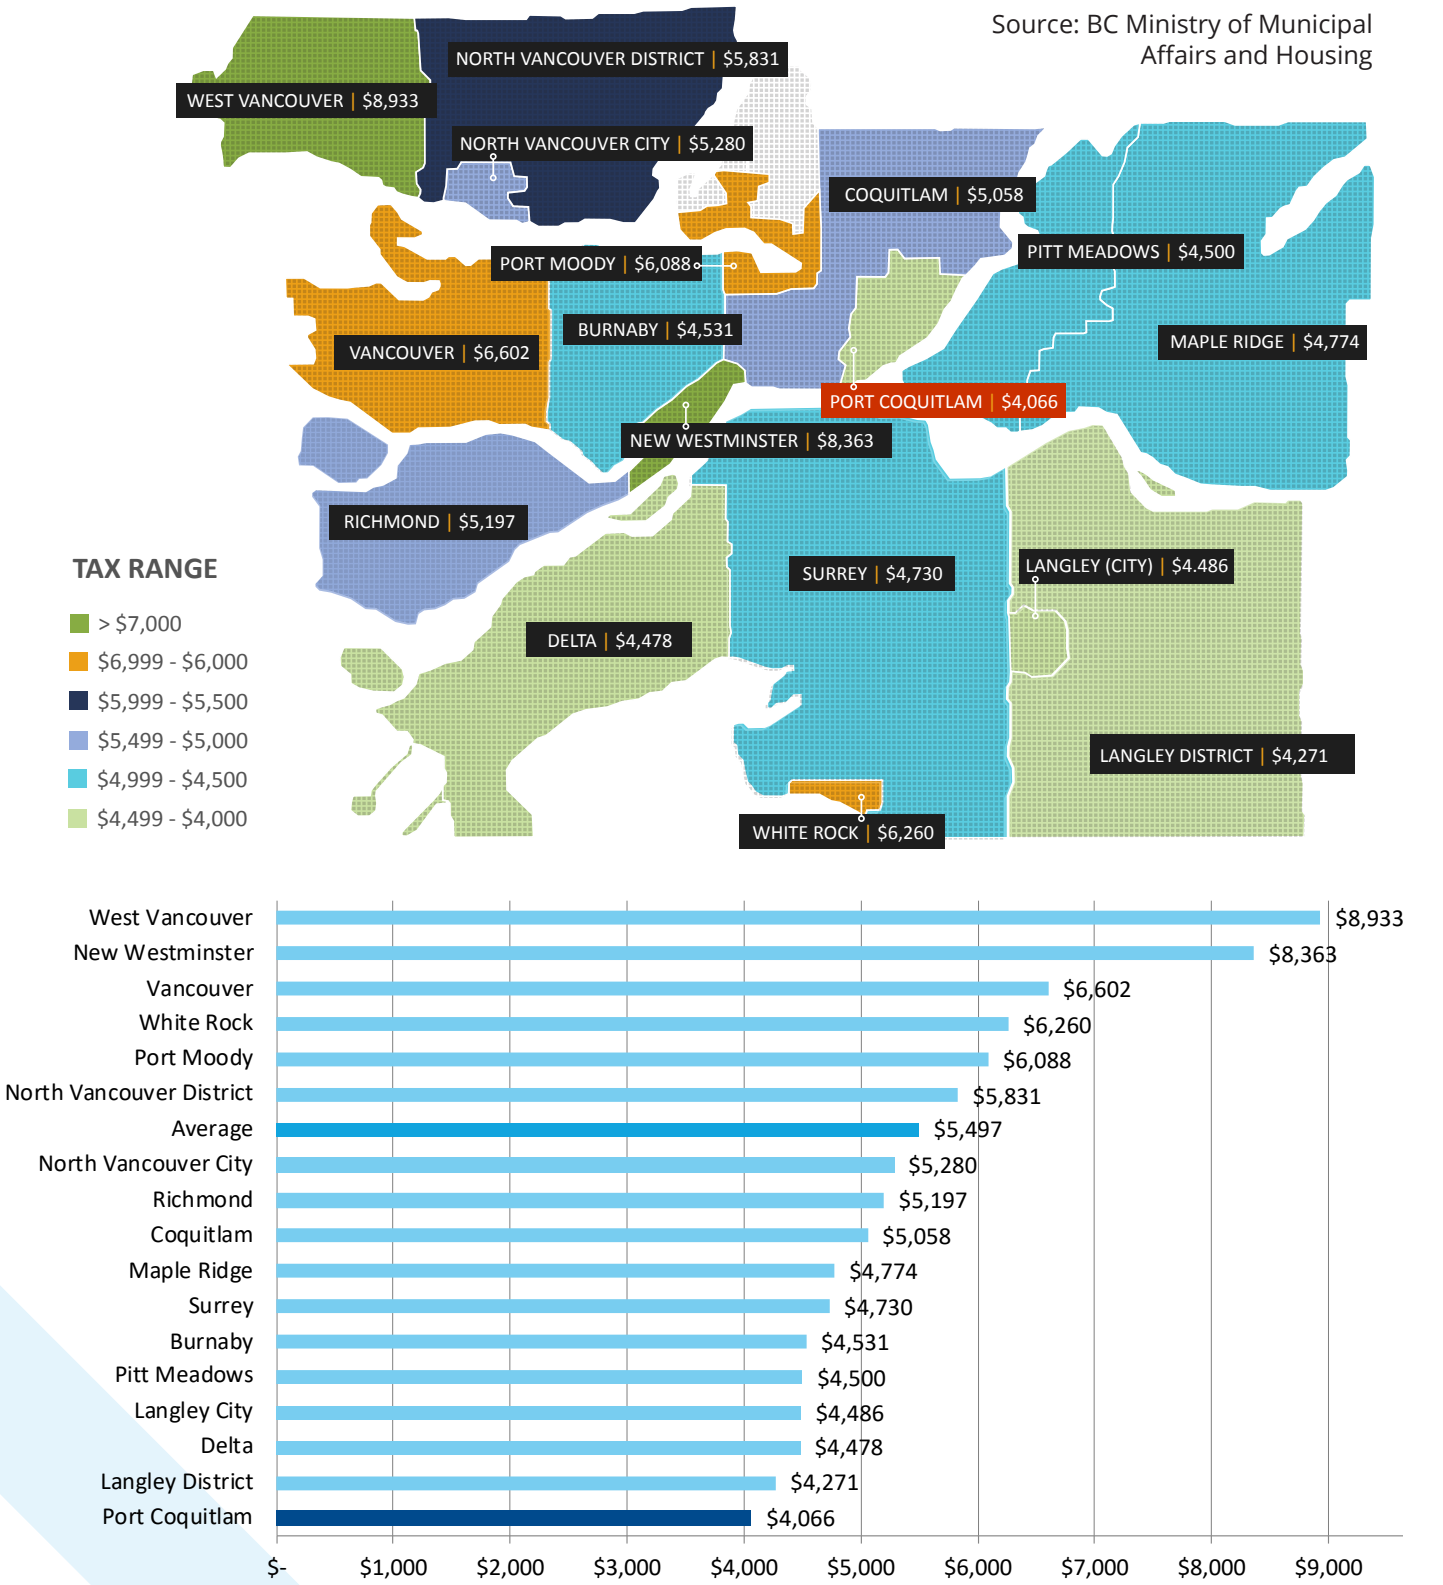 Source: BC Ministry of Municipal
Affairs and Housing
NORTH VANCOUVER DISTRICT | $5,831
WEST VANCOUVER | $8,933
NORTH VANCOUVER CITY | $5,280
COQUITLAM | $5,058
PITT MEADOWS | $4,500
PORT MOODY | $6,088
BURNABY | $4,531
VANCOUVER | $6,602
MAPLE RIDGE | $4,774
PORT COQUITLAM | $4,066
NEW WESTMINSTER | $8,363
RICHMOND | $5,197
LANGLEY (CITY) | $4.486
SURREY | $4,730
DELTA | $4,478
LANGLEY DISTRICT | $4,271
WHITE ROCK | $6,260
TAX RANGE
> $7,000
$6,999 - $6,000
$5,999 - $5,500
$5,499 - $5,000
$4,999 - $4,500
$4,499 - $4,000
West Vancouver $8,933
New Westminster $8,363
Vancouver $6,602
White Rock $6,260
Port Moody $6,088
North Vancouver District $5,831
Average $5,497
North Vancouver City $5,280
Richmond $5,197
Coquitlam $5,058
Maple Ridge $4,774
Surrey $4,730
Burnaby $4,531
Pitt Meadows $4,500
Langley City $4,486
Delta $4,478
Langley District $4,271
Port Coquitlam $4,066
$- $1,000 $2,000 $3,000 $4,000 $5,000 $6,000 $7,000 $8,000 $9,000